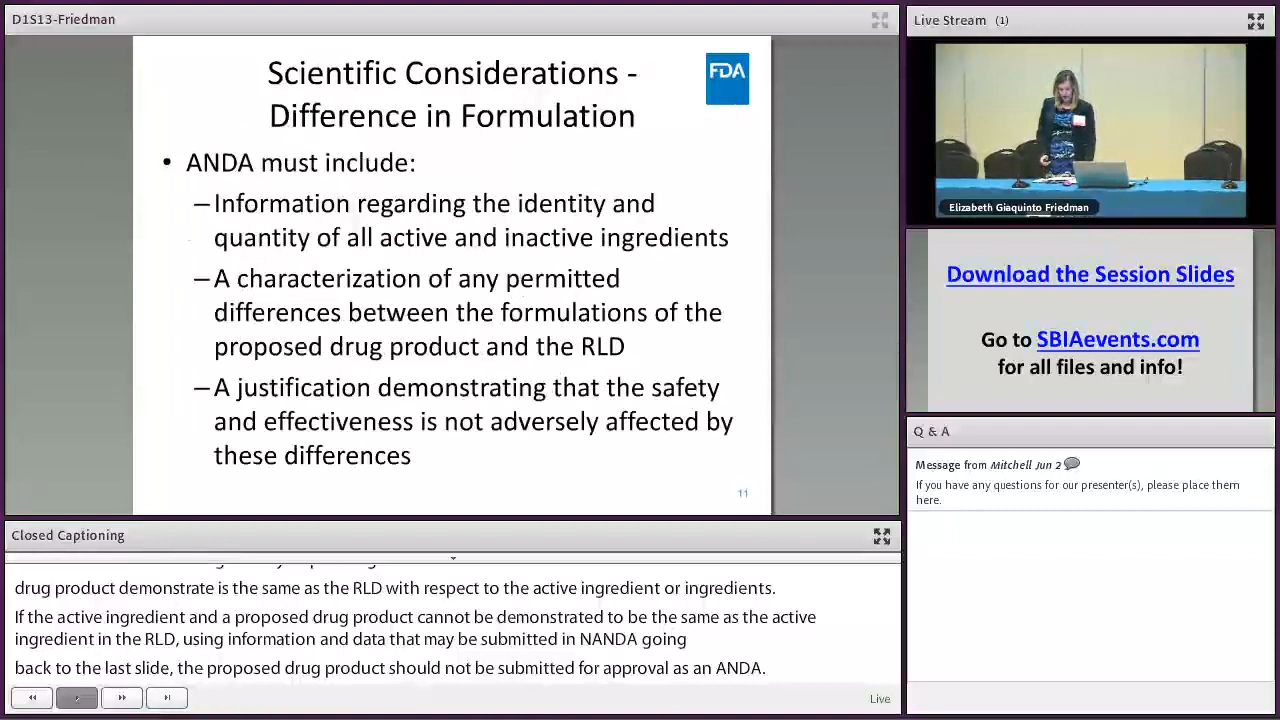 D1S13-Friedman
Scientific Considerations -
Difference in Formulation
FDA
• ANDA must include:
–Information regarding the identity and
quantity of all active and inactive ingredients
–A characterization of any permitted
differences between the formulations of the
proposed drug product and the RLD
–A justification demonstrating that the safety
and effectiveness is not adversely affected by
these differences
11
Closed Captioning
drug product demonstrate is the same as the RLD with respect to the active ingredient or ingredients.
If the active ingredient and a proposed drug product cannot be demonstrated to be the same as the active
ingredient in the RLD, using information and data that may be submitted in NANDA going
back to the last slide, the proposed drug product should not be submitted for approval as an ANDA.
Live
Live Stream (1)
Elizabeth Giaquinto Friedman
Download the Session Slides
Go to SBIAevents.com
for all files and info!
Q & A
Message from Mitchell Jun 2
If you have any questions for our presenter(s), please place them
here.